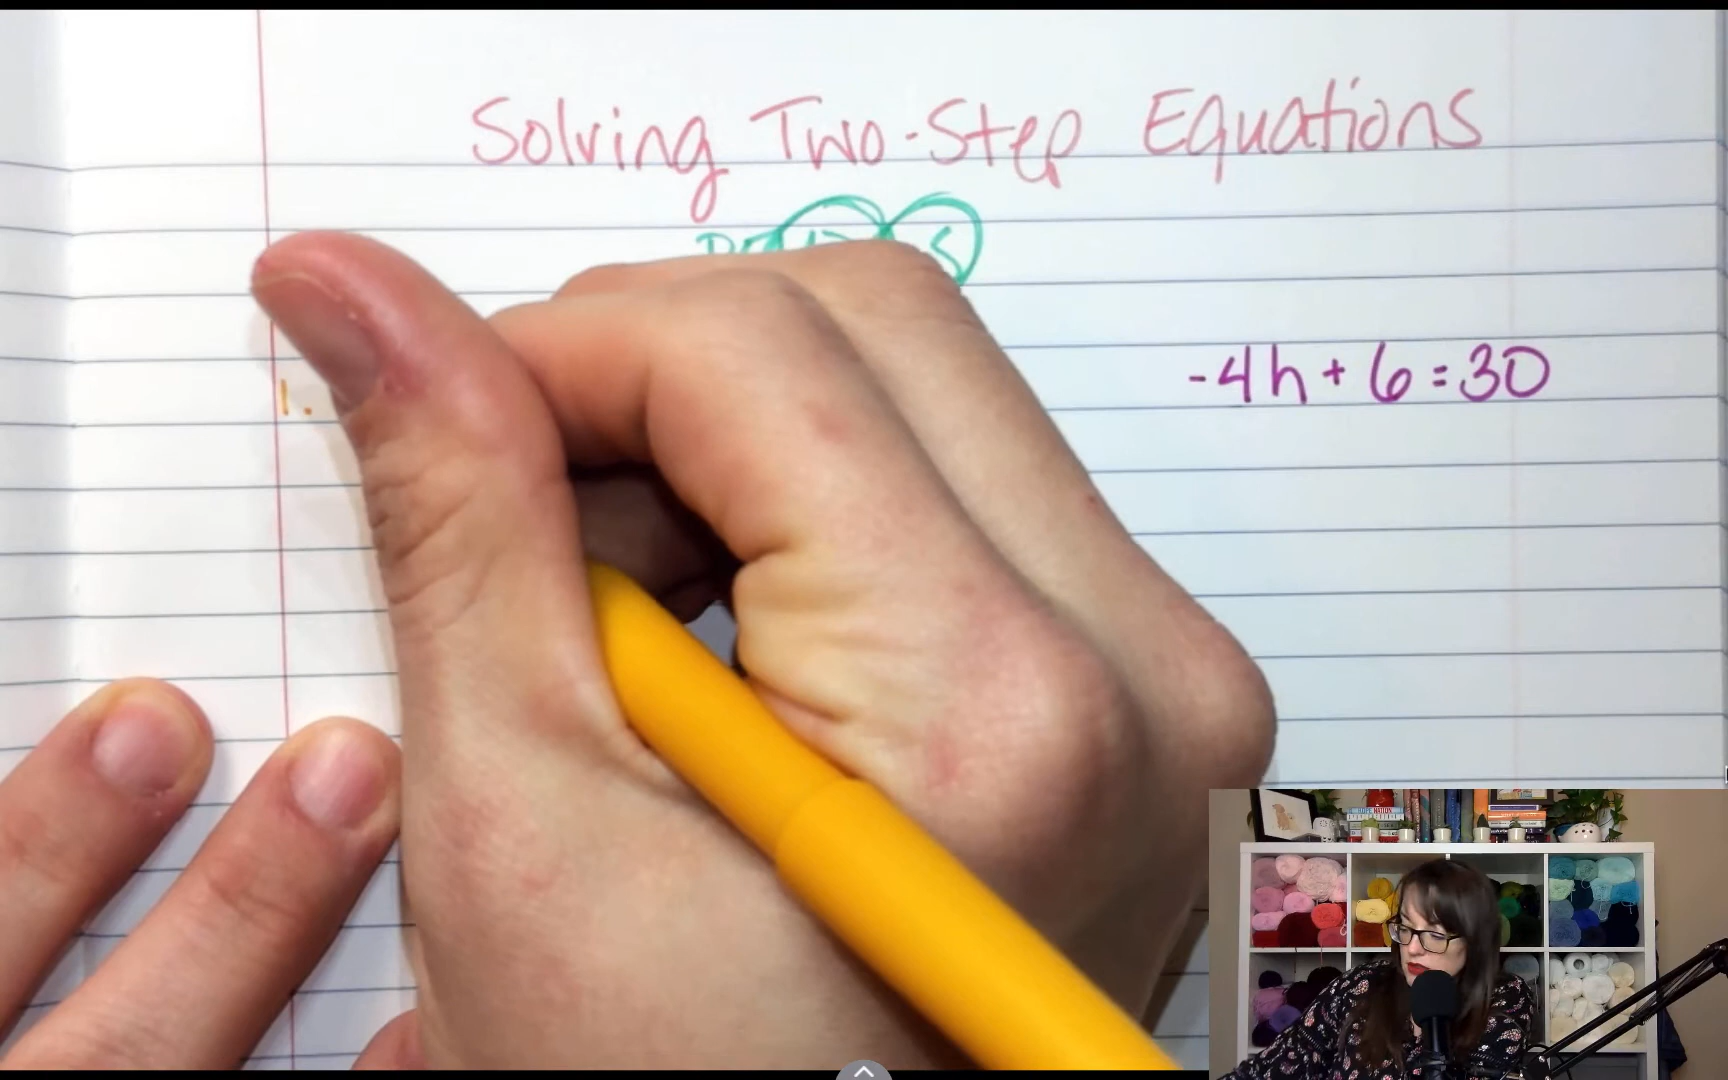 Solving Two-Step Equations
1.
-4h + 6 = 30